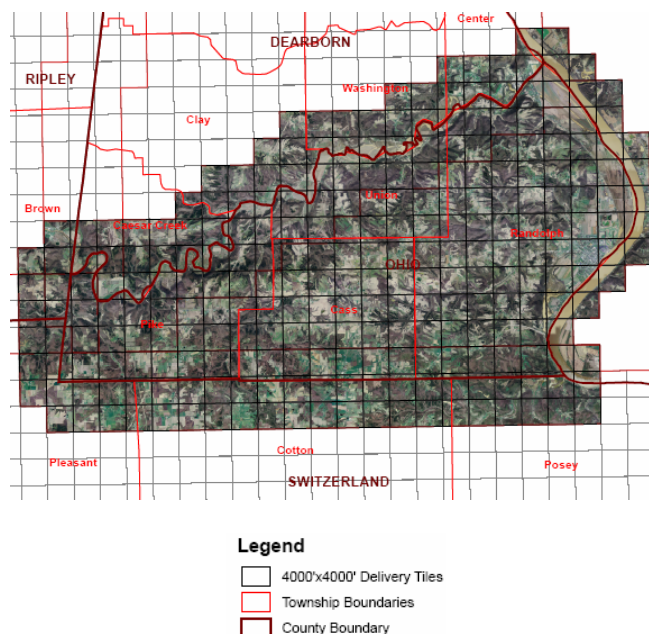 Center
DEARBORN
RIPLEY
Washington
Clay
Brown
Union
Caesar Creek
Randolph
OHIO
Pike
Cass
Cotton
Pleasant
Posey
SWITZERLAND
Legend
4000'x4000' Delivery Tiles
Township Boundaries
County Boundary